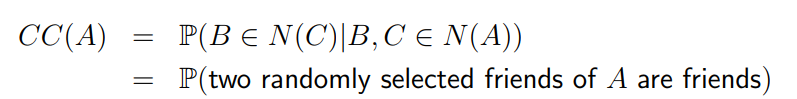 CC(A) = ℙ(B ∈ N(C)|B, C ∈ N(A))
= ℙ(two randomly selected friends of A are friends)